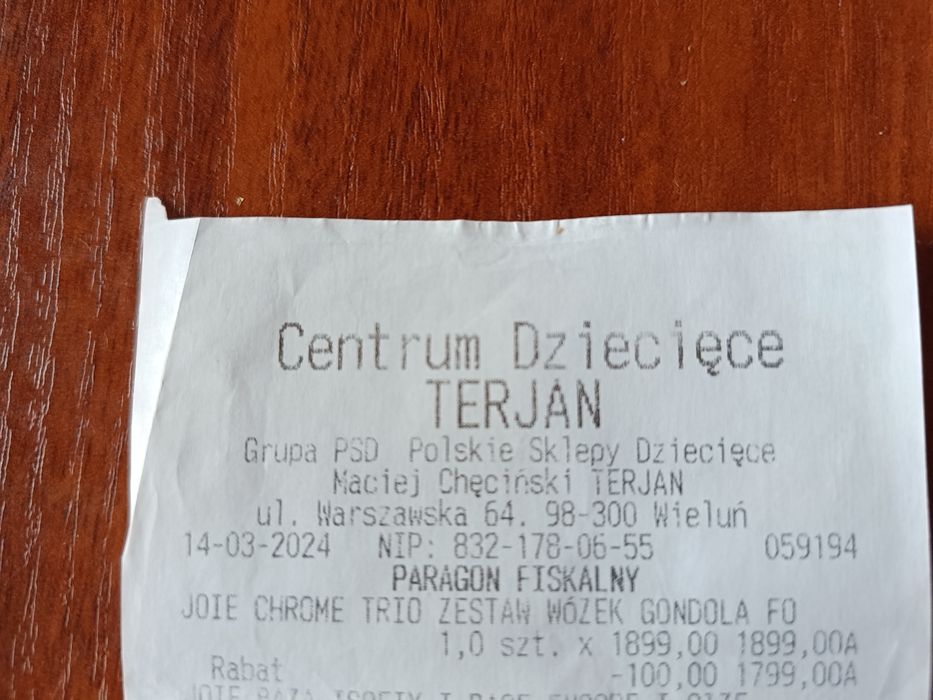 Centrum Dziecięce
TERJAN
Grupa PSD Polskie Sklepy Dziecięce
Maciej Chęciński TERJAN
ul. Warszawska 64. 98-300 Wieluń
14-03-2024 NIP: 832-178-06-55 059194
PARAGON FISKALNY
JOIE CHROME TRIO ZESTAW WÓZEK GONDOLA FO
1,0 szt. x 1899,00 1899,00A
Rabat -100,00 1799,00A
JOIE BAZA